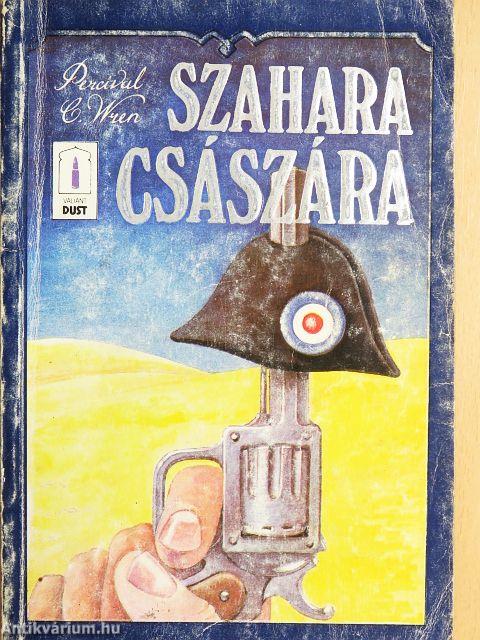 Percival
C. Wren
SZAHARA
CSÁSZÁRA
VALIANT
DUST
Antikvárium.hu